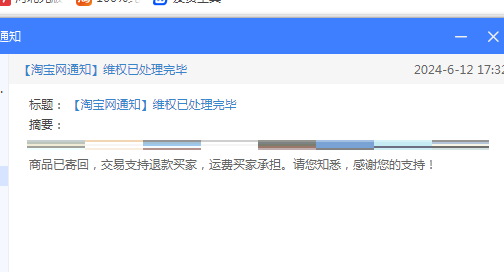 通知
【淘宝网通知】维权已处理完毕
2024-6-12 17:32
标题：【淘宝网通知】维权已处理完毕
摘要：
商品已寄回，交易支持退款买家，运费买家承担。请您知悉，感谢您的支持！